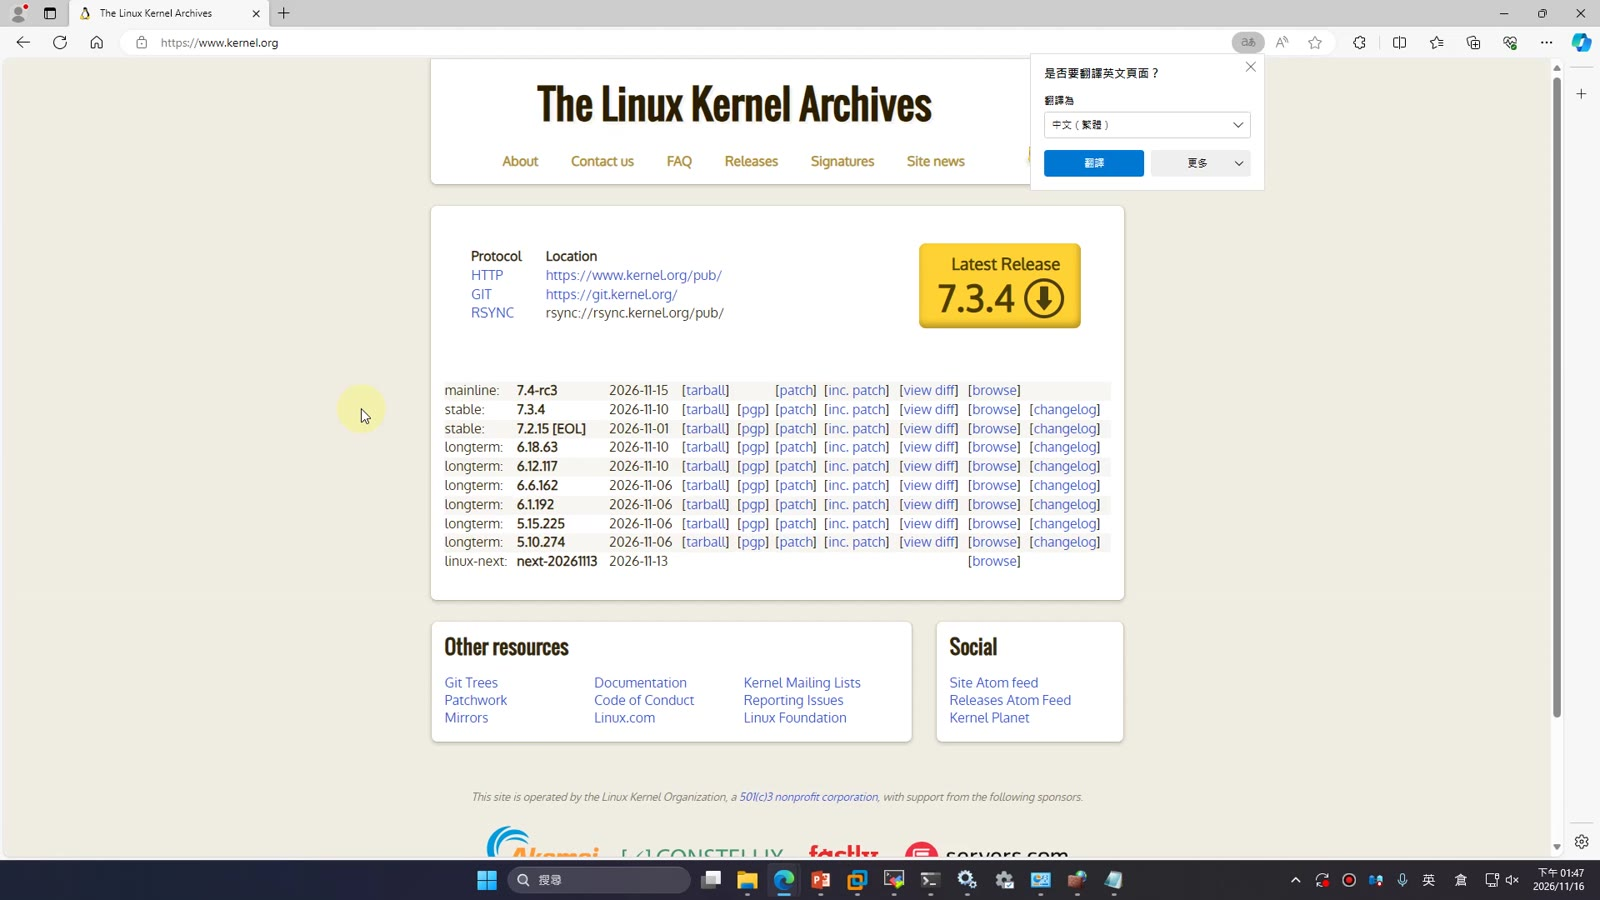 The Linux Kernel Archives
https://www.kernel.org
是否要翻譯英文頁面？
翻譯為
中文 ( 繁體 )
翻譯
更多
The Linux Kernel Archives
About
Contact us
FAQ
Releases
Signatures
Site news
Protocol Location
HTTP https://www.kernel.org/pub/
GIT https://git.kernel.org/
RSYNC rsync://rsync.kernel.org/pub/
Latest Release
7.3.4
mainline: 7.4-rc3 2026-11-15 [tarball] [patch] [inc. patch] [view diff] [browse]
stable: 7.3.4 2026-11-10 [tarball] [pgp] [patch] [inc. patch] [view diff] [browse] [changelog]
stable: 7.2.15 [EOL] 2026-11-01 [tarball] [pgp] [patch] [inc. patch] [view diff] [browse] [changelog]
longterm: 6.18.63 2026-11-10 [tarball] [pgp] [patch] [inc. patch] [view diff] [browse] [changelog]
longterm: 6.12.117 2026-11-10 [tarball] [pgp] [patch] [inc. patch] [view diff] [browse] [changelog]
longterm: 6.6.162 2026-11-06 [tarball] [pgp] [patch] [inc. patch] [view diff] [browse] [changelog]
longterm: 6.1.192 2026-11-06 [tarball] [pgp] [patch] [inc. patch] [view diff] [browse] [changelog]
longterm: 5.15.225 2026-11-06 [tarball] [pgp] [patch] [inc. patch] [view diff] [browse] [changelog]
longterm: 5.10.274 2026-11-06 [tarball] [pgp] [patch] [inc. patch] [view diff] [browse] [changelog]
linux-next: next-20261113 2026-11-13 [browse]
Other resources
Git Trees Documentation Kernel Mailing Lists
Patchwork Code of Conduct Reporting Issues
Mirrors Linux.com Linux Foundation
Social
Site Atom feed
Releases Atom Feed
Kernel Planet
This site is operated by the Linux Kernel Organization, a 501(c)3 nonprofit corporation, with support from the following sponsors.
Akamai
CONSTELLIX
fastly
servers.com
搜尋
英
倉
下午 01:47
2026/11/16